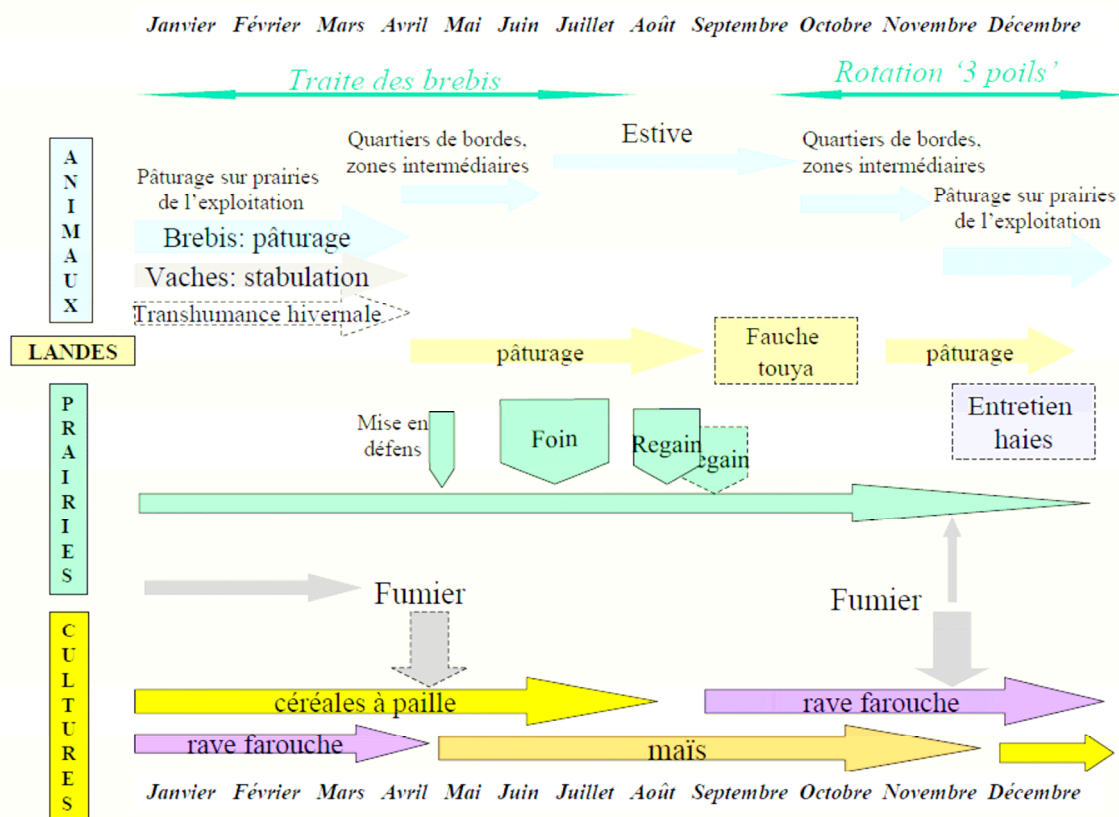 Janvier Février Mars Avril Mai Juin Juillet Août Septembre Octobre Novembre Décembre
Traite des brebis
Rotation ‘3 poils’
ANIMAUX
Pâturage sur prairies
de l’exploitation
Quartiers de bordes,
zones intermédiaires
Estive
Quartiers de bordes,
zones intermédiaires
Pâturage sur prairies
de l’exploitation
Brebis: pâturage
Vaches: stabulation
Transhumance hivernale
LANDES
pâturage
Fauche
touya
pâturage
PRAIRIES
Mise en
défens
Foin
Regain
egain
Entretien
haies
Fumier
Fumier
CULTURES
céréales à paille
rave farouche
rave farouche
maïs
Janvier Février Mars Avril Mai Juin Juillet Août Septembre Octobre Novembre Décembre